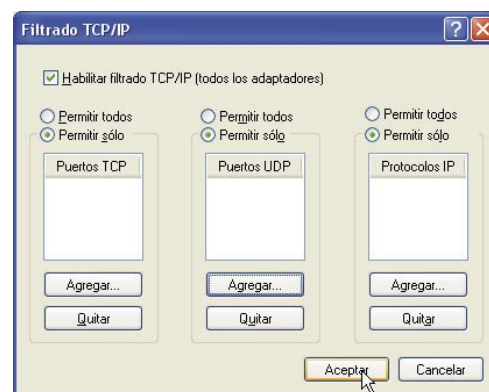 Filtrado TCP/IP
Habilitar filtrado TCP/IP (todos los adaptadores)
Permitir todos
Permitir sólo
Puertos TCP
Agregar...
Quitar
Permitir todos
Permitir sólo
Puertos UDP
Agregar...
Quitar
Permitir todos
Permitir sólo
Protocolos IP
Agregar...
Quitar
Aceptar
Cancelar